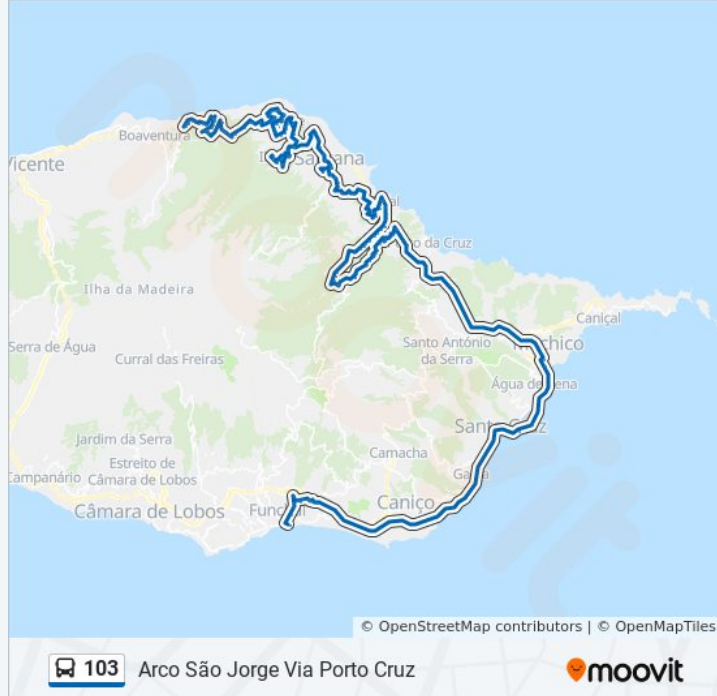 Boaventura
Vicente
Santana
Ilha da Madeira
Caniçal
Santo António
da Serra
Machico
Serra de Água
Curral das Freiras
Água de Pena
Santa Cruz
Jardim da Serra
Camacha
Estreito de
Câmara de Lobos
Campanário
Gaula
Caniço
Câmara de Lobos
Funchal
© OpenStreetMap contributors | © OpenMapTiles
103 Arco São Jorge Via Porto Cruz
moovit